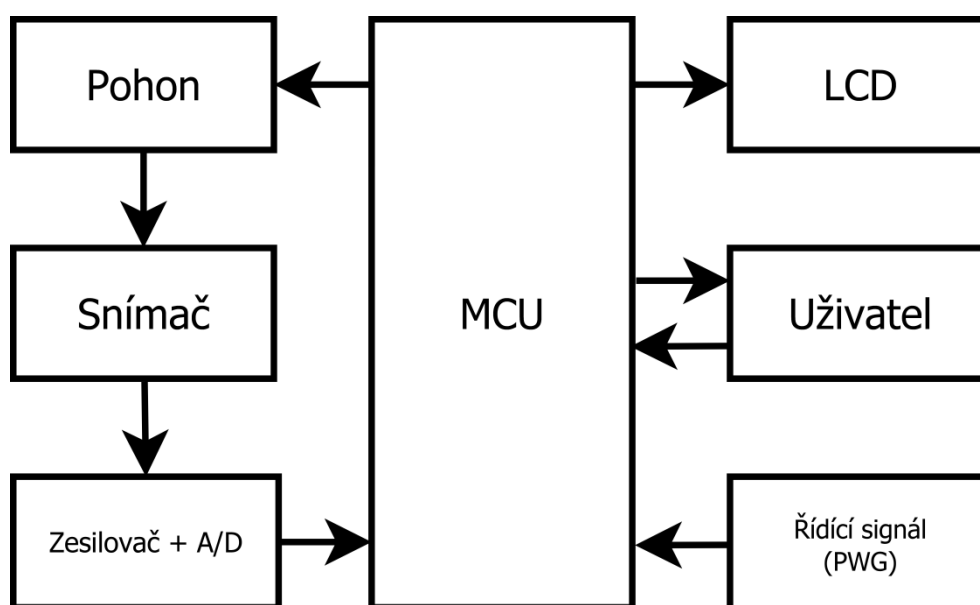 Pohon
MCU
LCD
Snímač
Uživatel
Zesilovač + A/D
Řídící signál
(PWG)